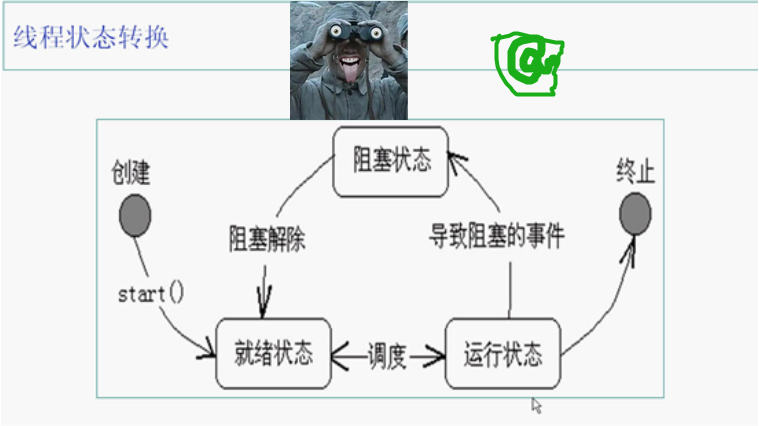 线程状态转换
阻塞状态
创建
终止
阻塞解除
导致阻塞的事件
start()
就绪状态
调度
运行状态